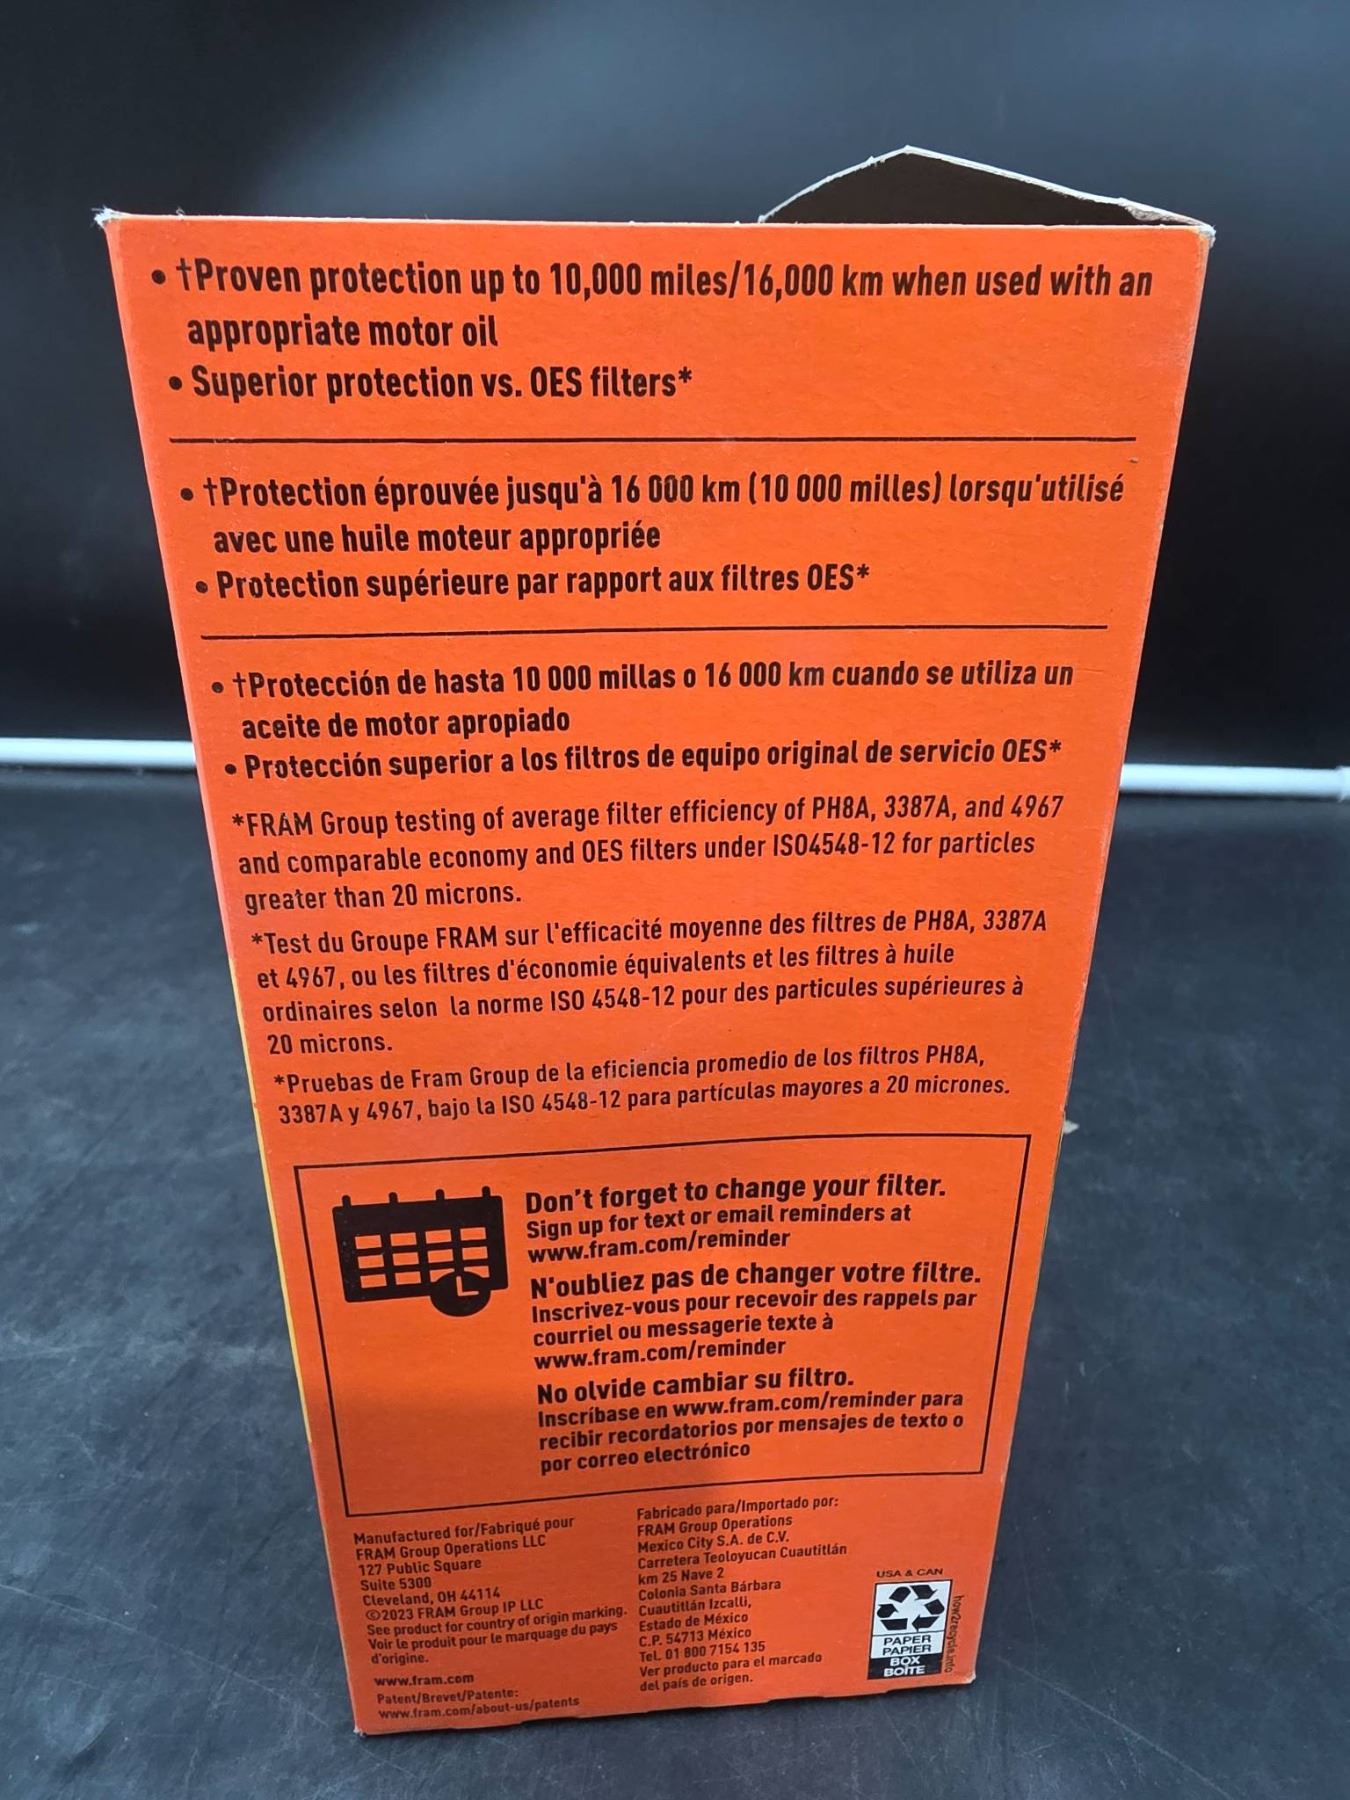 • †Proven protection up to 10,000 miles/16,000 km when used with an
appropriate motor oil
• Superior protection vs. OES filters*
• †Protection éprouvée jusqu'à 16 000 km (10 000 milles) lorsqu'utilisé
avec une huile moteur appropriée
• Protection supérieure par rapport aux filtres OES*
• †Protección de hasta 10 000 millas o 16 000 km cuando se utiliza un
aceite de motor apropiado
• Protección superior a los filtros de equipo original de servicio OES*
*FRAM Group testing of average filter efficiency of PH8A, 3387A, and 4967
and comparable economy and OES filters under ISO4548-12 for particles
greater than 20 microns.
*Test du Groupe FRAM sur l'efficacité moyenne des filtres de PH8A, 3387A
et 4967, ou les filtres d'économie équivalents et les filtres à huile
ordinaires selon la norme ISO 4548-12 pour des particules supérieures à
20 microns.
*Pruebas de Fram Group de la eficiencia promedio de los filtros PH8A,
3387A y 4967, bajo la ISO 4548-12 para partículas mayores a 20 micrones.
Don't forget to change your filter.
Sign up for text or email reminders at
www.fram.com/reminder
N'oubliez pas de changer votre filtre.
Inscrivez-vous pour recevoir des rappels par
courriel ou messagerie texte à
www.fram.com/reminder
No olvide cambiar su filtro.
Inscríbase en www.fram.com/reminder para
recibir recordatorios por mensajes de texto o
por correo electrónico
Manufactured for/Fabriqué pour
FRAM Group Operations LLC
127 Public Square
Suite 5300
Cleveland, OH 44114
©2023 FRAM Group IP LLC
See product for country of origin marking.
Voir le produit pour le marquage du pays
d'origine.
www.fram.com
Patent/Brevet/Patente:
www.fram.com/about-us/patents
Fabricado para/Importado por:
FRAM Group Operations
Mexico City S.A. de C.V.
Carretera Teoloyucan Cuautitlán
km 25 Nave 2
Colonia Santa Bárbara
Cuautitlán Izcalli,
Estado de México
C.P. 54713 México
Tel. 01 800 7154 135
Ver producto para el marcado
del país de origen.
USA & CAN
PAPER
PAPIER
BOX
BOÎTE
how2recycle.info